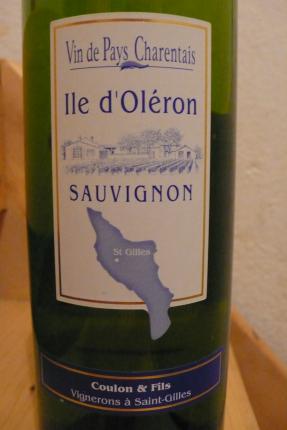 Vin de Pays Charentais
Ile d'Oléron
SAUVIGNON
St Gilles
Coulon & Fils
Vignerons à Saint-Gilles